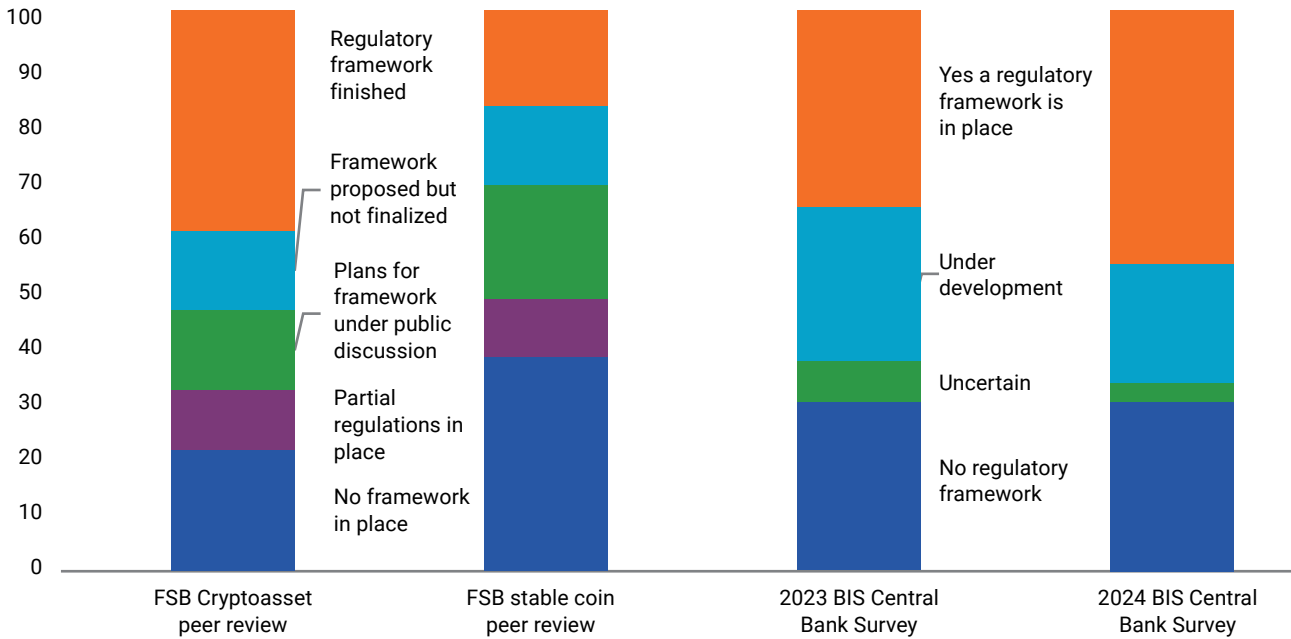 100
90
80
70
60
50
40
30
20
10
0
Regulatory
framework
finished
Framework
proposed but
not finalized
Plans for
framework
under public
discussion
Partial
regulations in
place
No framework
in place
Yes a regulatory
framework is
in place
Under
development
Uncertain
No regulatory
framework
FSB Cryptoasset
peer review
FSB stable coin
peer review
2023 BIS Central
Bank Survey
2024 BIS Central
Bank Survey